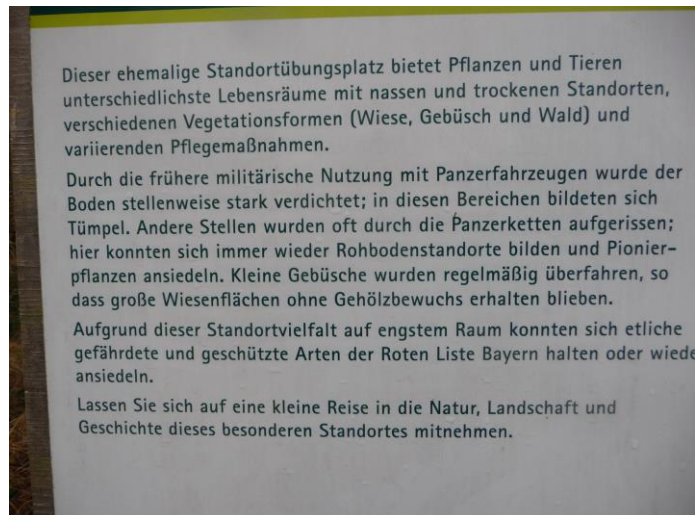 Dieser ehemalige Standortübungsplatz bietet Pflanzen und Tieren
unterschiedlichste Lebensräume mit nassen und trockenen Standorten,
verschiedenen Vegetationsformen (Wiese, Gebüsch und Wald) und
variierenden Pflegemaßnahmen.
Durch die frühere militärische Nutzung mit Panzerfahrzeugen wurde der
Boden stellenweise stark verdichtet; in diesen Bereichen bildeten sich
Tümpel. Andere Stellen wurden oft durch die Panzerketten aufgerissen;
hier konnten sich immer wieder Rohbodenstandorte bilden und Pionier-
pflanzen ansiedeln. Kleine Gebüsche wurden regelmäßig überfahren, so
dass große Wiesenflächen ohne Gehölzbewuchs erhalten blieben.
Aufgrund dieser Standortvielfalt auf engstem Raum konnten sich etliche
gefährdete und geschützte Arten der Roten Liste Bayern halten oder wiede
ansiedeln.
Lassen Sie sich auf eine kleine Reise in die Natur, Landschaft und
Geschichte dieses besonderen Standortes mitnehmen.